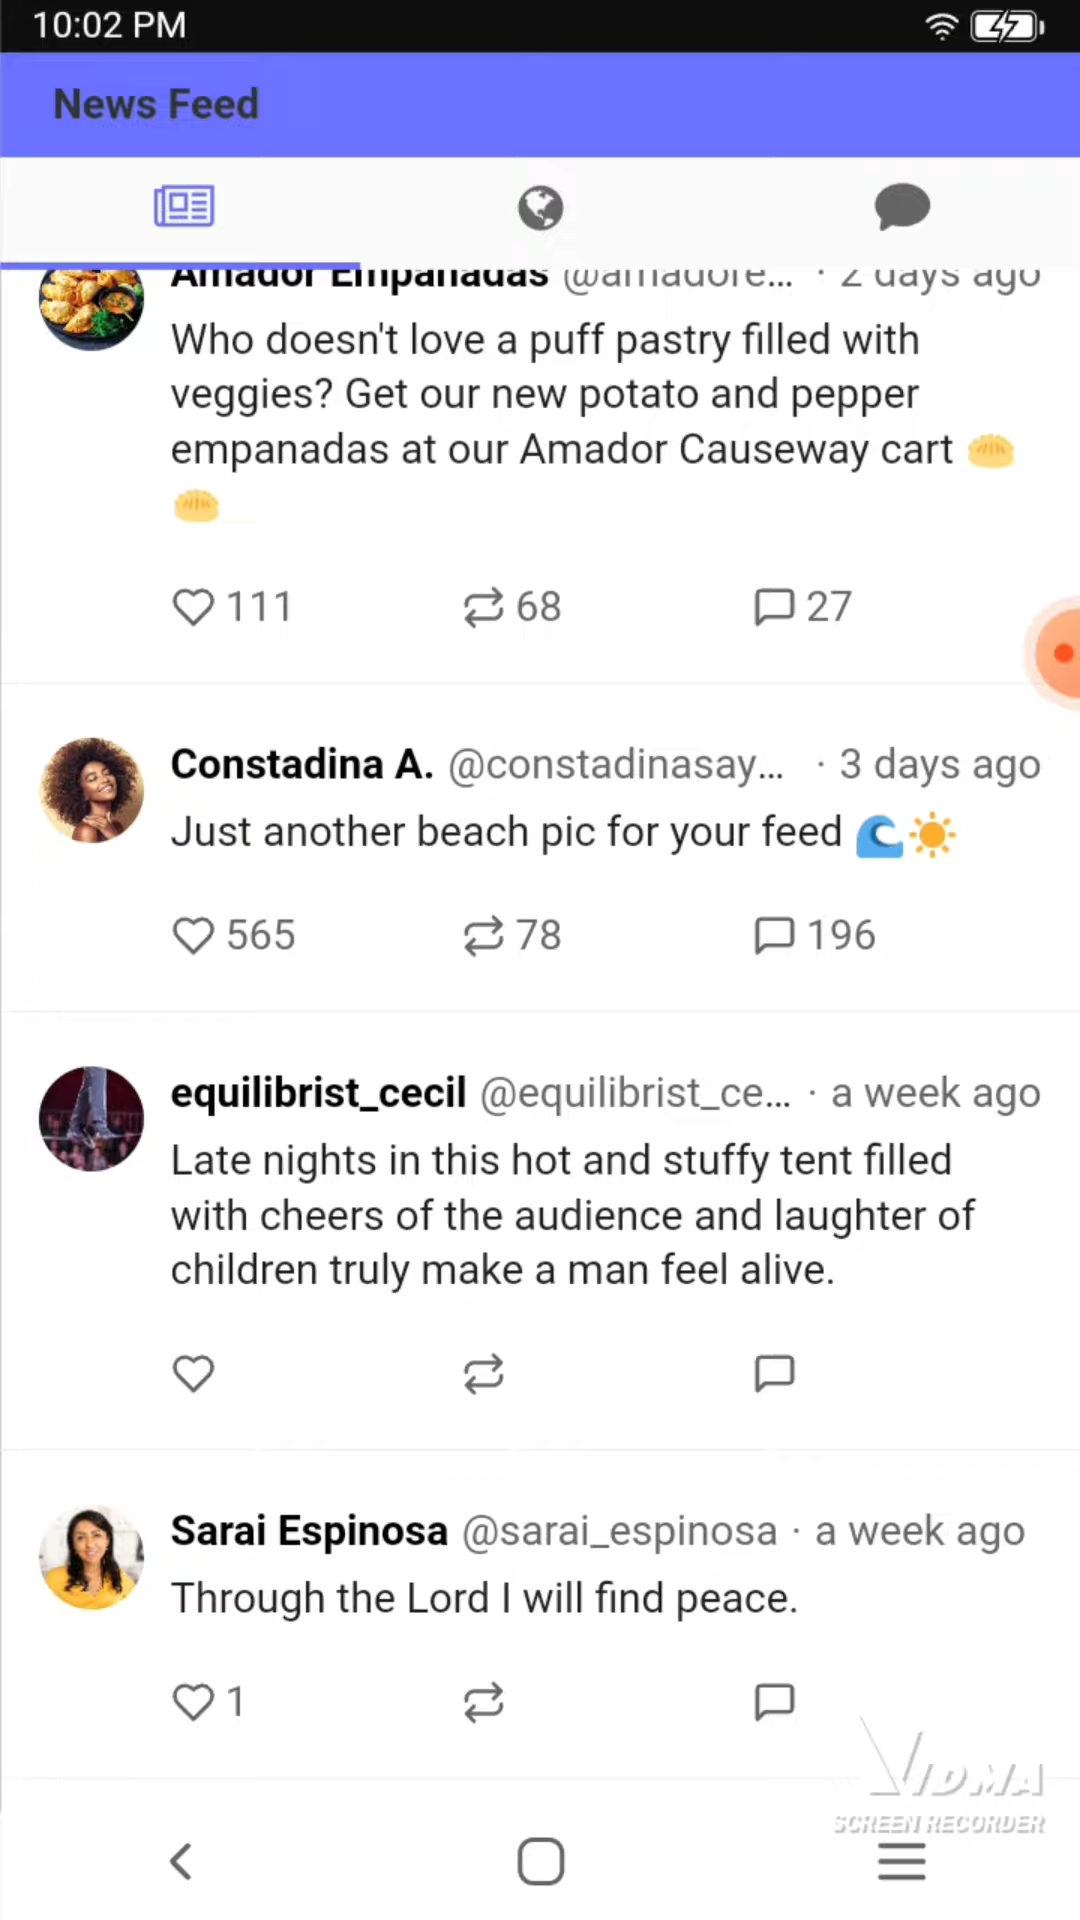 10:02 PM
News Feed
Amador Empanadas @amadore... · 2 days ago
Who doesn't love a puff pastry filled with
veggies? Get our new potato and pepper
empanadas at our Amador Causeway cart 🥟
🥟
111 68 27
Constadina A. @constadinasay... · 3 days ago
Just another beach pic for your feed 🌊☀️
565 78 196
equilibrist_cecil @equilibrist_ce... · a week ago
Late nights in this hot and stuffy tent filled
with cheers of the audience and laughter of
children truly make a man feel alive.
Sarai Espinosa @sarai_espinosa · a week ago
Through the Lord I will find peace.
1
VIDMA
SCREEN RECORDER